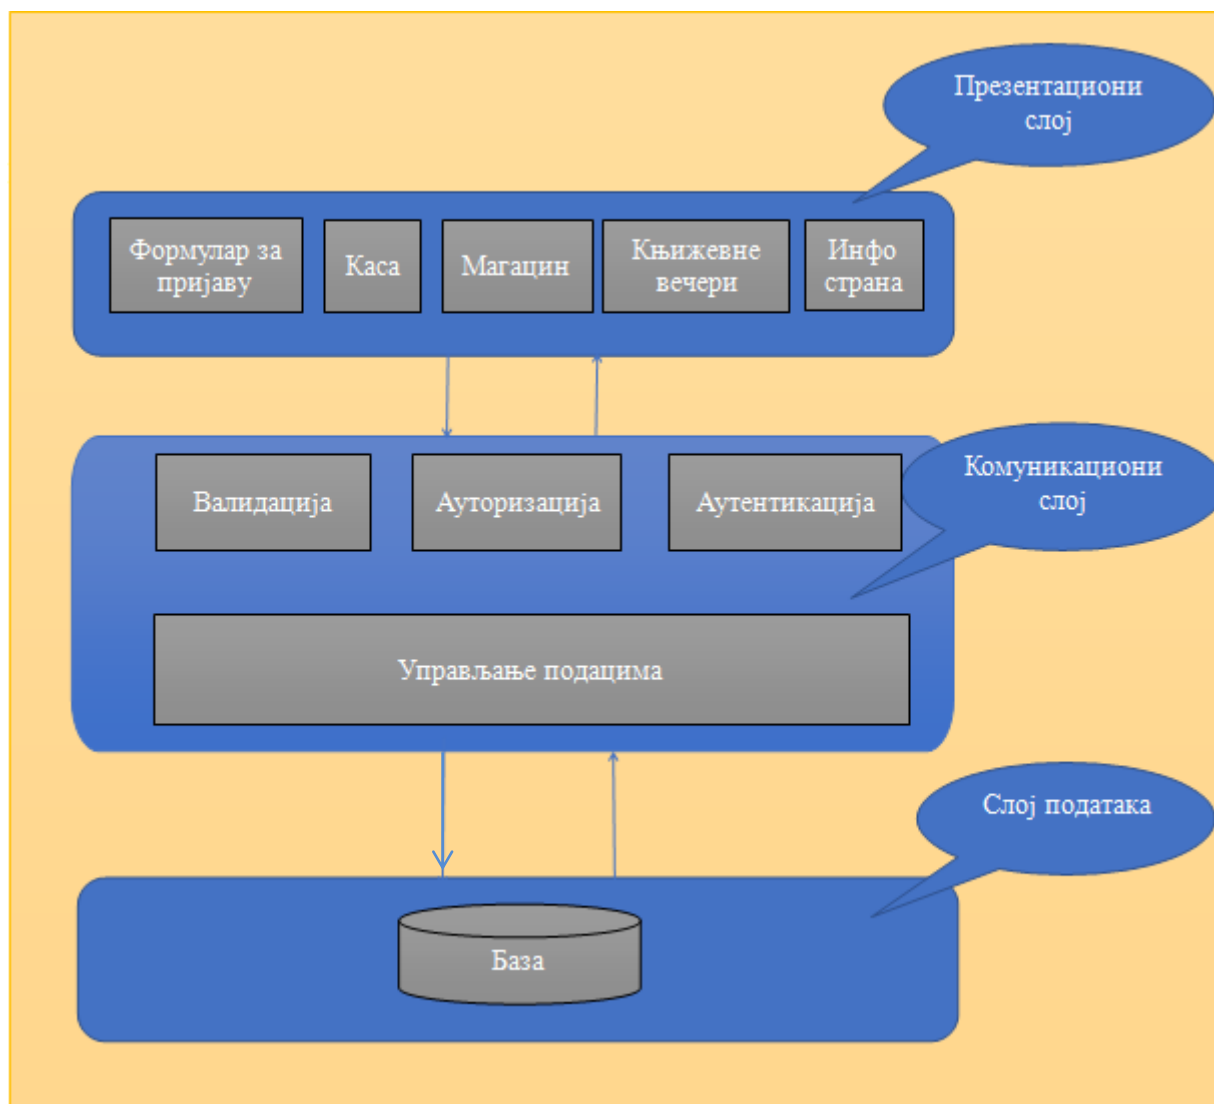 Презентациони
слој
Формулар за
пријаву
Каса
Магацин
Књижевне
вечери
Инфо
страна
Комуникациони
слој
Валидација
Ауторизација
Аутентикација
Управљање подацима
Слој података
База